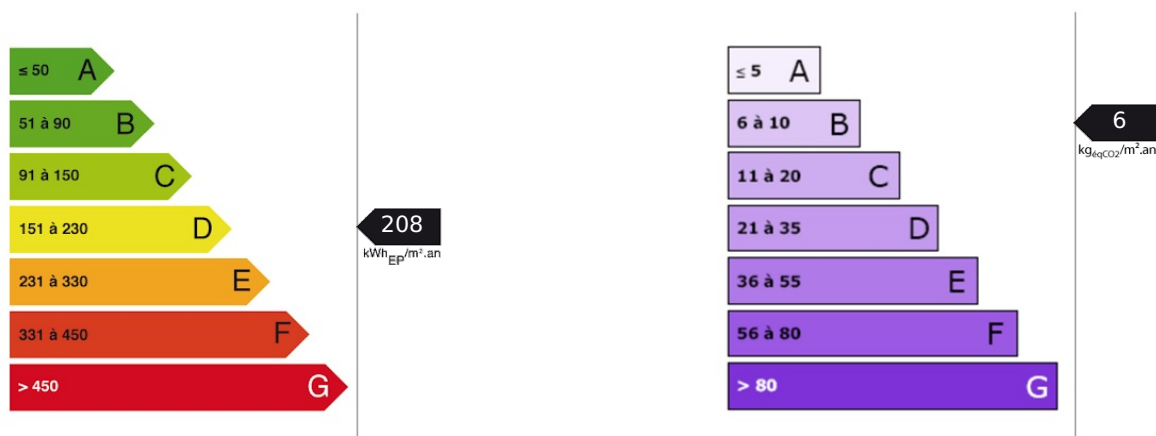 ≤ 50 A
51 à 90 B
91 à 150 C
151 à 230 D
231 à 330 E
331 à 450 F
> 450 G
208
kWhEP/m².an
≤ 5 A
6 à 10 B
11 à 20 C
21 à 35 D
36 à 55 E
56 à 80 F
> 80 G
6
kgéqCO2/m².an